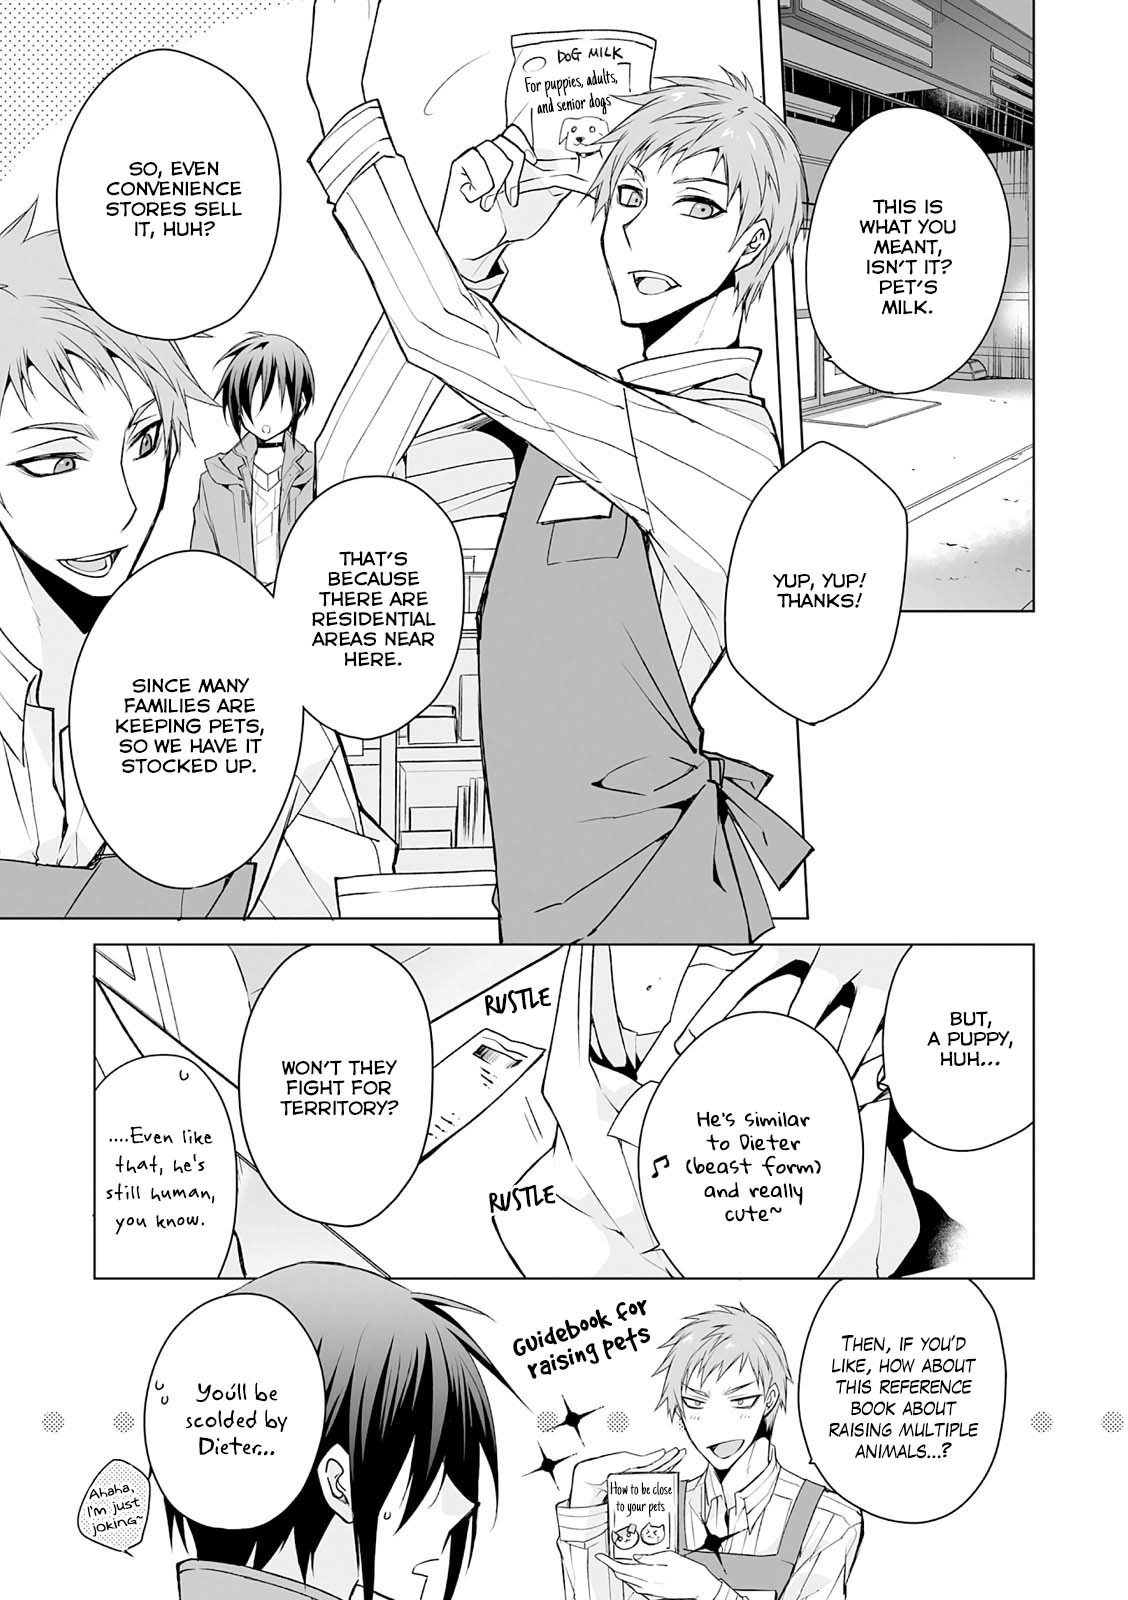 DOG MILK
For puppies, adults,
and senior dogs
THIS IS
WHAT YOU
MEANT,
ISN'T IT?
PET'S
MILK.
YUP, YUP!
THANKS!
SO, EVEN
CONVENIENCE
STORES SELL
IT, HUH?
THAT'S
BECAUSE
THERE ARE
RESIDENTIAL
AREAS NEAR
HERE.
SINCE MANY
FAMILIES ARE
KEEPING PETS,
SO WE HAVE IT
STOCKED UP.
BUT,
A PUPPY,
HUH...
He's similar
to Dieter
(beast form)
and really
cute~
RUSTLE
RUSTLE
WON'T THEY
FIGHT FOR
TERRITORY?
....Even like
that, he's
still human,
you know.
THEN, IF YOU'D
LIKE, HOW ABOUT
THIS REFERENCE
BOOK ABOUT
RAISING MULTIPLE
ANIMALS...?
Guidebook for
raising pets
How to be close
to your pets
You'll be
scolded by
Dieter...
Ahaha,
I'm just
joking~